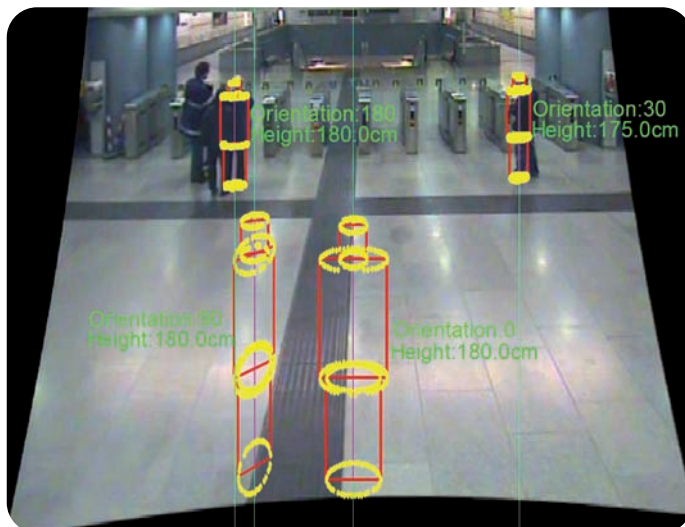 Orientation:180
Height:180.0cm
Orientation:30
Height:175.0cm
Orientation:90
Height:180.0cm
Orientation:0
Height:180.0cm